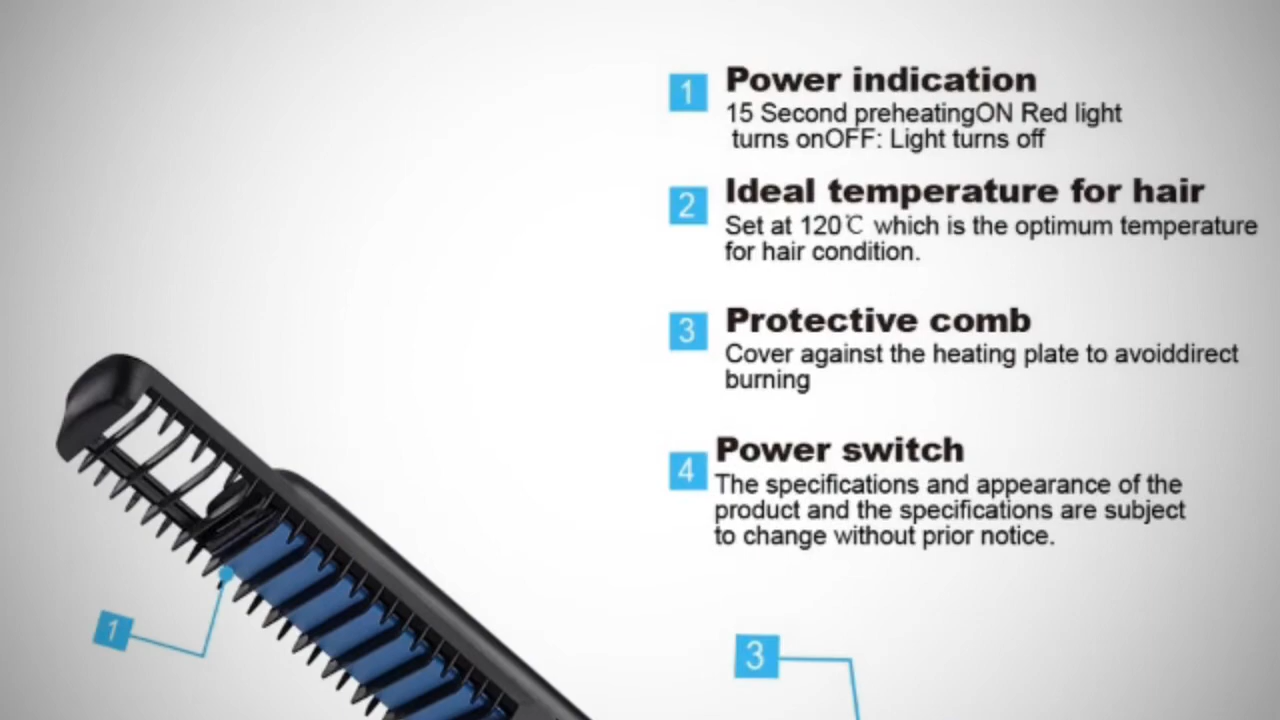 1
Power indication
15 Second preheatingON Red light
turns onOFF: Light turns off
2
Ideal temperature for hair
Set at 120℃ which is the optimum temperature
for hair condition.
3
Protective comb
Cover against the heating plate to avoiddirect
burning
4
Power switch
The specifications and appearance of the
product and the specifications are subject
to change without prior notice.
1
3